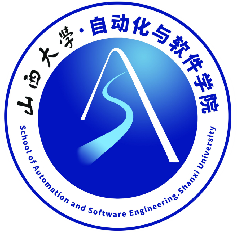 山西大学·自动化与软件学院
School of Automation and Software Engineering,Shanxi University